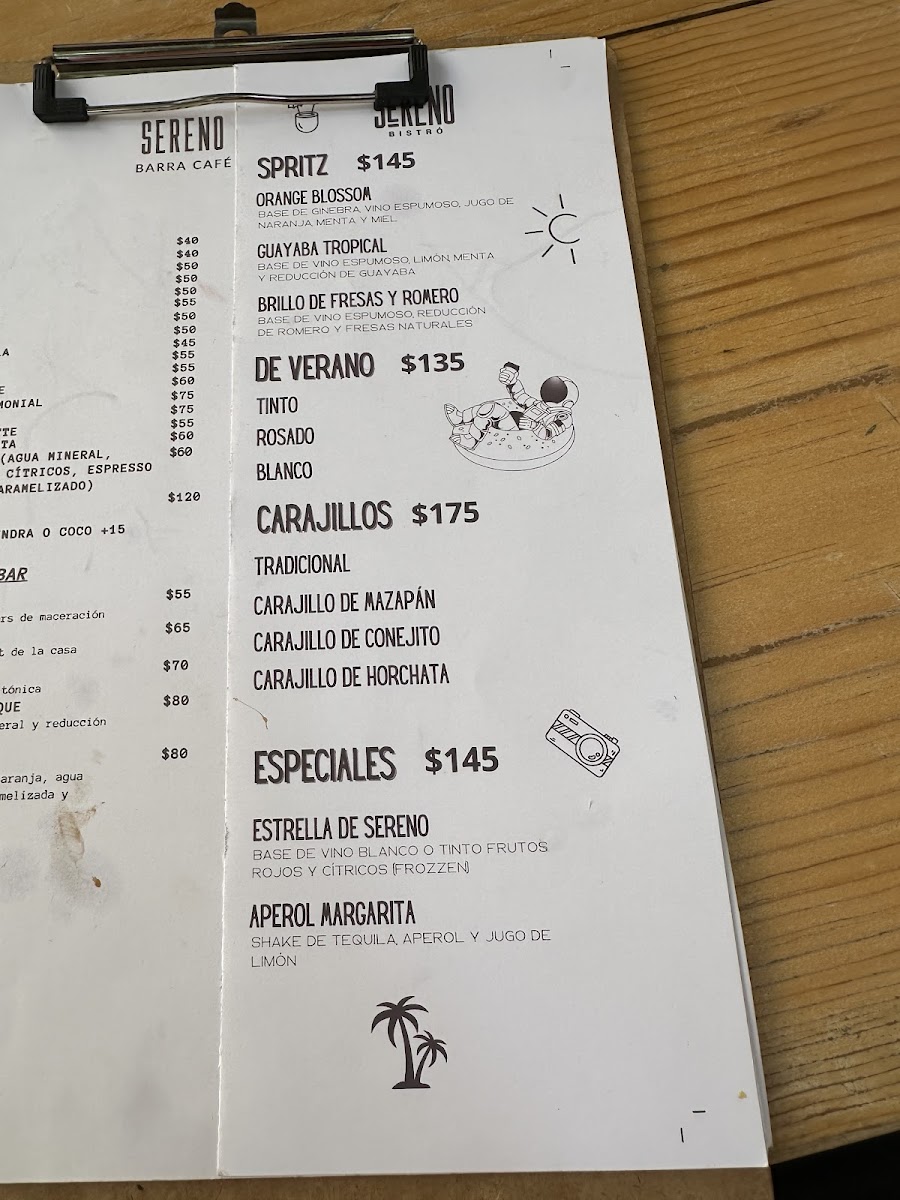 SERENO
BARRA CAFÉ
$40
$40
$50
$50
$50
$55
$50
$50
$45
LA $55
$55
E $60
MONIAL $75
$75
TE $55
TA $60
(AGUA MINERAL, $60
CÍTRICOS, ESPRESSO
ARAMELIZADO)
$120
NDRA O COCO +15
BAR
$55
rs de maceración
$65
t de la casa
$70
tónica
QUE $80
eral y reducción
$80
aranja, agua
melizada y
SERENO
BISTRÓ
SPRITZ $145
ORANGE BLOSSOM
BASE DE GINEBRA, VINO ESPUMOSO, JUGO DE
NARANJA, MENTA Y MIEL
GUAYABA TROPICAL
BASE DE VINO ESPUMOSO, LIMÓN, MENTA
Y REDUCCIÓN DE GUAYABA
BRILLO DE FRESAS Y ROMERO
BASE DE VINO ESPUMOSO, REDUCCIÓN
DE ROMERO Y FRESAS NATURALES
DE VERANO $135
TINTO
ROSADO
BLANCO
CARAJILLOS $175
TRADICIONAL
CARAJILLO DE MAZAPÁN
CARAJILLO DE CONEJITO
CARAJILLO DE HORCHATA
ESPECIALES $145
ESTRELLA DE SERENO
BASE DE VINO BLANCO O TINTO FRUTOS
ROJOS Y CÍTRICOS (FROZZEN)
APEROL MARGARITA
SHAKE DE TEQUILA, APEROL Y JUGO DE
LIMÓN